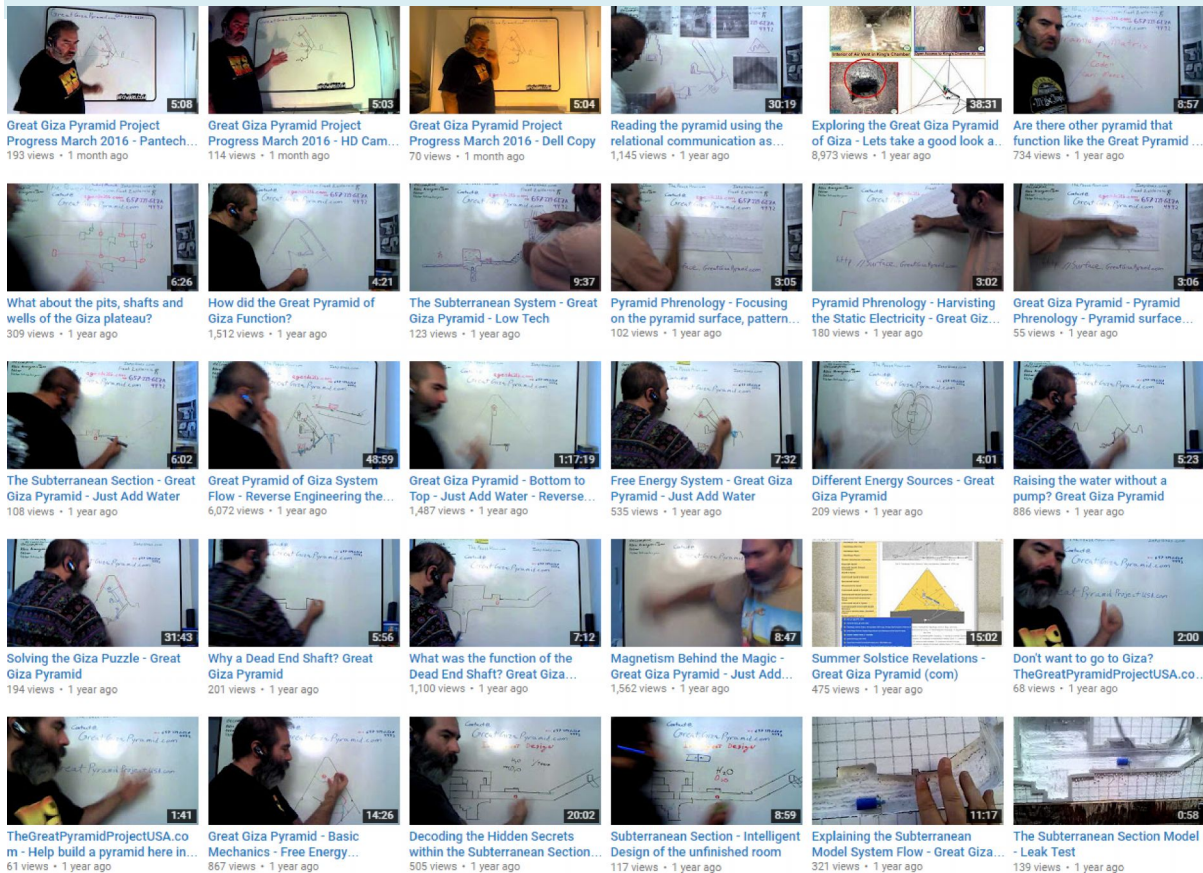 5:08
5:03
5:04
30:19
38:31
8:57
Great Giza Pyramid Project
Progress March 2016 - Pantech...
193 views • 1 month ago
Great Giza Pyramid Project
Progress March 2016 - HD Cam...
114 views • 1 month ago
Great Giza Pyramid Project
Progress March 2016 - Dell Copy
70 views • 1 month ago
Reading the pyramid using the
relational communication as...
1,145 views • 1 year ago
Exploring the Great Giza Pyramid
of Giza - Lets take a good look a...
8,973 views • 1 year ago
Are there other pyramid that
function like the Great Pyramid ...
734 views • 1 year ago
6:26
4:21
9:37
3:05
3:02
3:06
What about the pits, shafts and
wells of the Giza plateau?
309 views • 1 year ago
How did the Great Pyramid of
Giza Function?
1,512 views • 1 year ago
The Subterranean System - Great
Giza Pyramid - Low Tech
123 views • 1 year ago
Pyramid Phrenology - Focusing
on the pyramid surface, pattern...
102 views • 1 year ago
Pyramid Phrenology - Harvisting
the Static Electricity - Great Giz...
180 views • 1 year ago
Great Giza Pyramid - Pyramid
Phrenology - Pyramid surface...
55 views • 1 year ago
6:02
48:59
1:17:19
7:32
4:01
5:23
The Subterranean Section - Great
Giza Pyramid - Just Add Water
108 views • 1 year ago
Great Pyramid of Giza System
Flow - Reverse Engineering the...
6,072 views • 1 year ago
Great Giza Pyramid - Bottom to
Top - Just Add Water - Reverse...
1,487 views • 1 year ago
Free Energy System - Great Giza
Pyramid - Just Add Water
535 views • 1 year ago
Different Energy Sources - Great
Giza Pyramid
209 views • 1 year ago
Raising the water without a
pump? Great Giza Pyramid
886 views • 1 year ago
31:43
5:56
7:12
8:47
15:02
2:00
Solving the Giza Puzzle - Great
Giza Pyramid
194 views • 1 year ago
Why a Dead End Shaft? Great
Giza Pyramid
201 views • 1 year ago
What was the function of the
Dead End Shaft? Great Giza...
1,100 views • 1 year ago
Magnetism Behind the Magic -
Great Giza Pyramid - Just Add...
1,562 views • 1 year ago
Summer Solstice Revelations -
Great Giza Pyramid (com)
475 views • 1 year ago
Don't want to go to Giza?
TheGreatPyramidProjectUSA.co...
68 views • 1 year ago
1:41
14:26
20:02
8:59
11:17
0:58
TheGreatPyramidProjectUSA.co
m - Help build a pyramid here in...
61 views • 1 year ago
Great Giza Pyramid - Basic
Mechanics - Free Energy...
867 views • 1 year ago
Decoding the Hidden Secrets
within the Subterranean Section...
505 views • 1 year ago
Subterranean Section - Intelligent
Design of the unfinished room
117 views • 1 year ago
Explaining the Subterranean
Model System Flow - Great Giza...
321 views • 1 year ago
The Subterranean Section Model
- Leak Test
139 views • 1 year ago